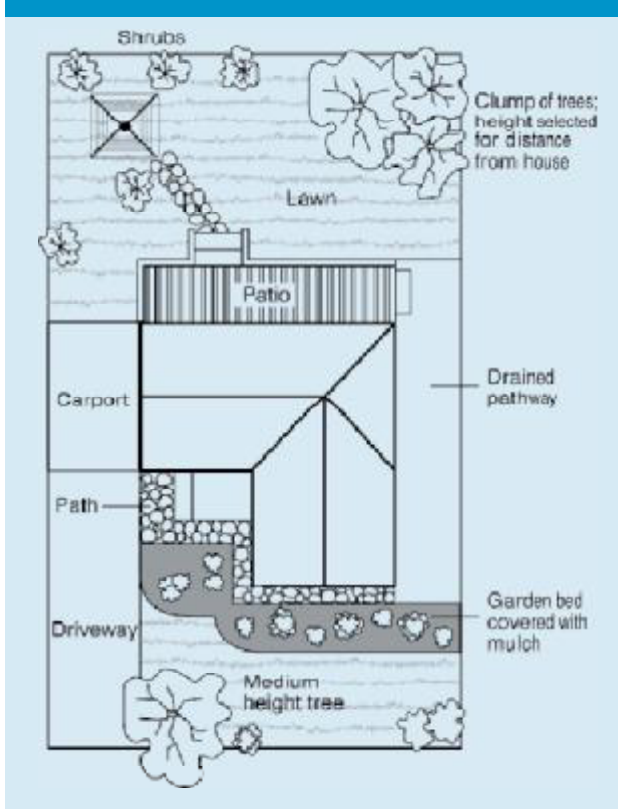 Shrubs
Clump of trees;
height selected
for distance
from house
Lawn
Patio
Carport
Drained
pathway
Path
Garden bed
covered with
mulch
Driveway
Medium
height tree